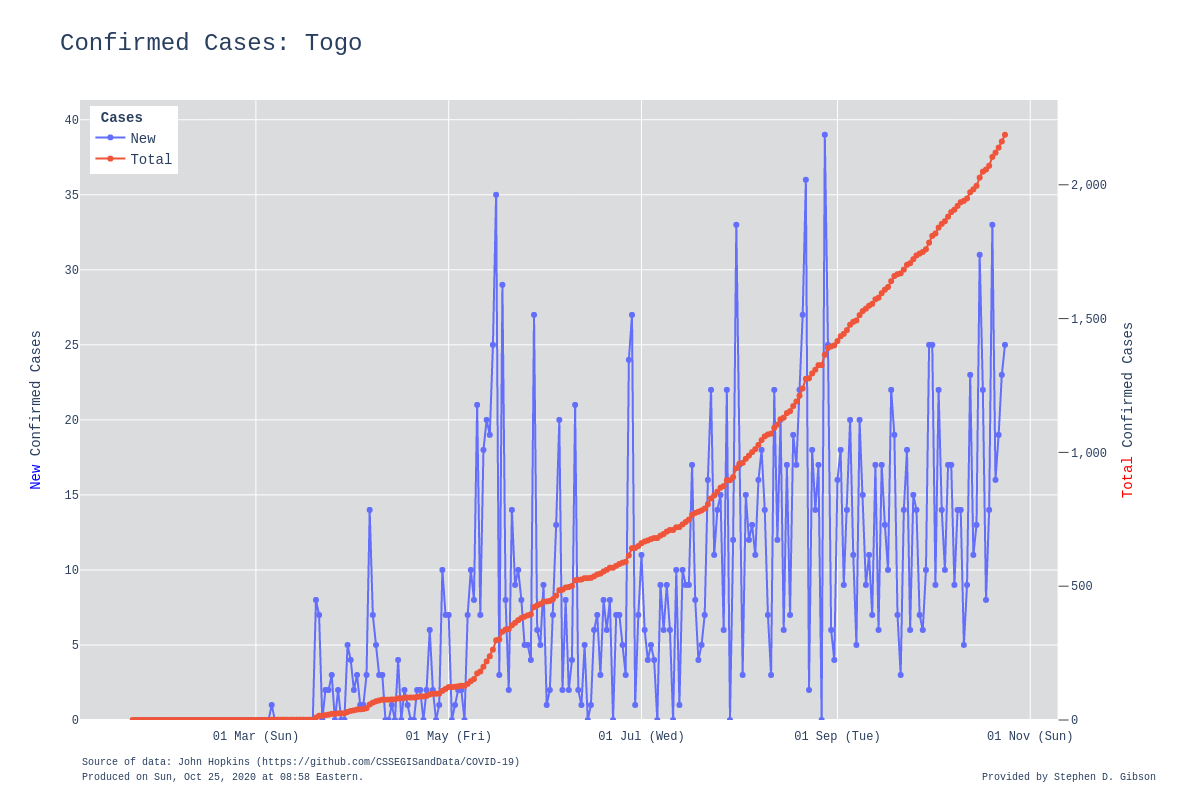 Confirmed Cases: Togo
Cases
New
Total
40
35
30
25
20
15
10
5
0
2,000
1,500
1,000
500
0
New Confirmed Cases
Total Confirmed Cases
01 Mar (Sun)
01 May (Fri)
01 Jul (Wed)
01 Sep (Tue)
01 Nov (Sun)
Source of data: John Hopkins (https://github.com/CSSEGISandData/COVID-19)
Produced on Sun, Oct 25, 2020 at 08:58 Eastern.
Provided by Stephen D. Gibson